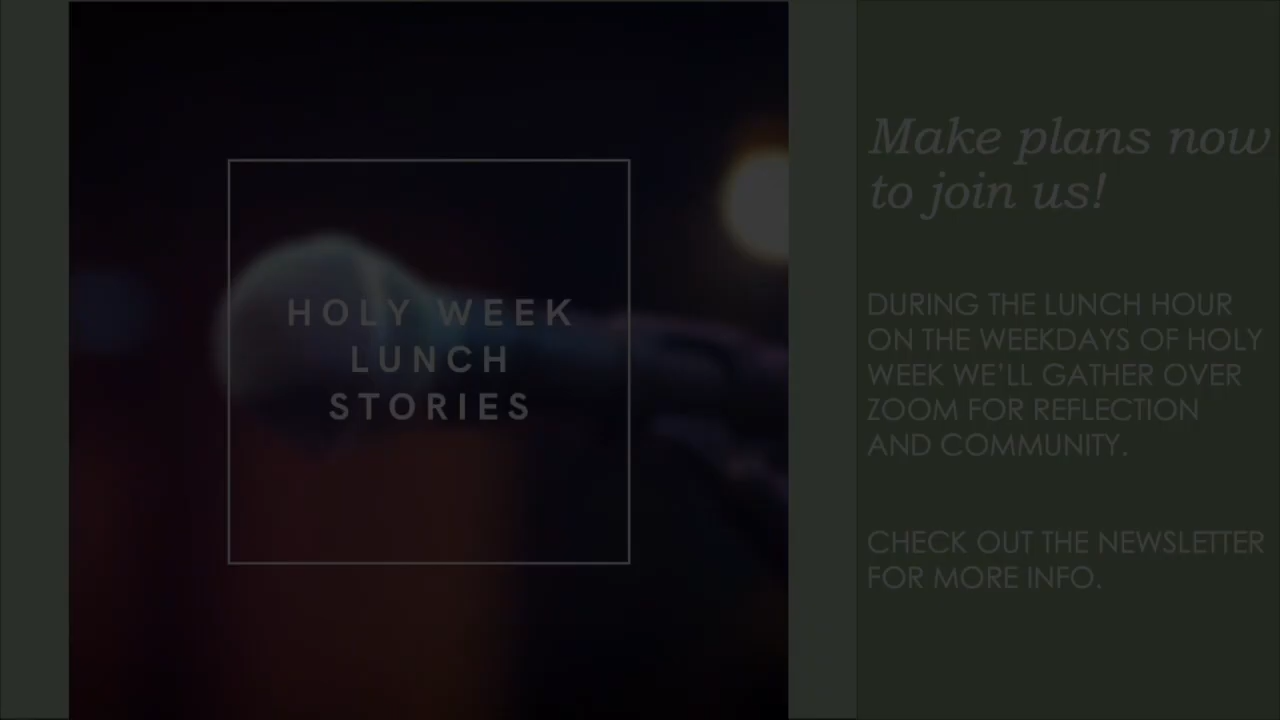 HOLY WEEK
LUNCH
STORIES
Make plans now
to join us!
DURING THE LUNCH HOUR
ON THE WEEKDAYS OF HOLY
WEEK WE’LL GATHER OVER
ZOOM FOR REFLECTION
AND COMMUNITY.
CHECK OUT THE NEWSLETTER
FOR MORE INFO.